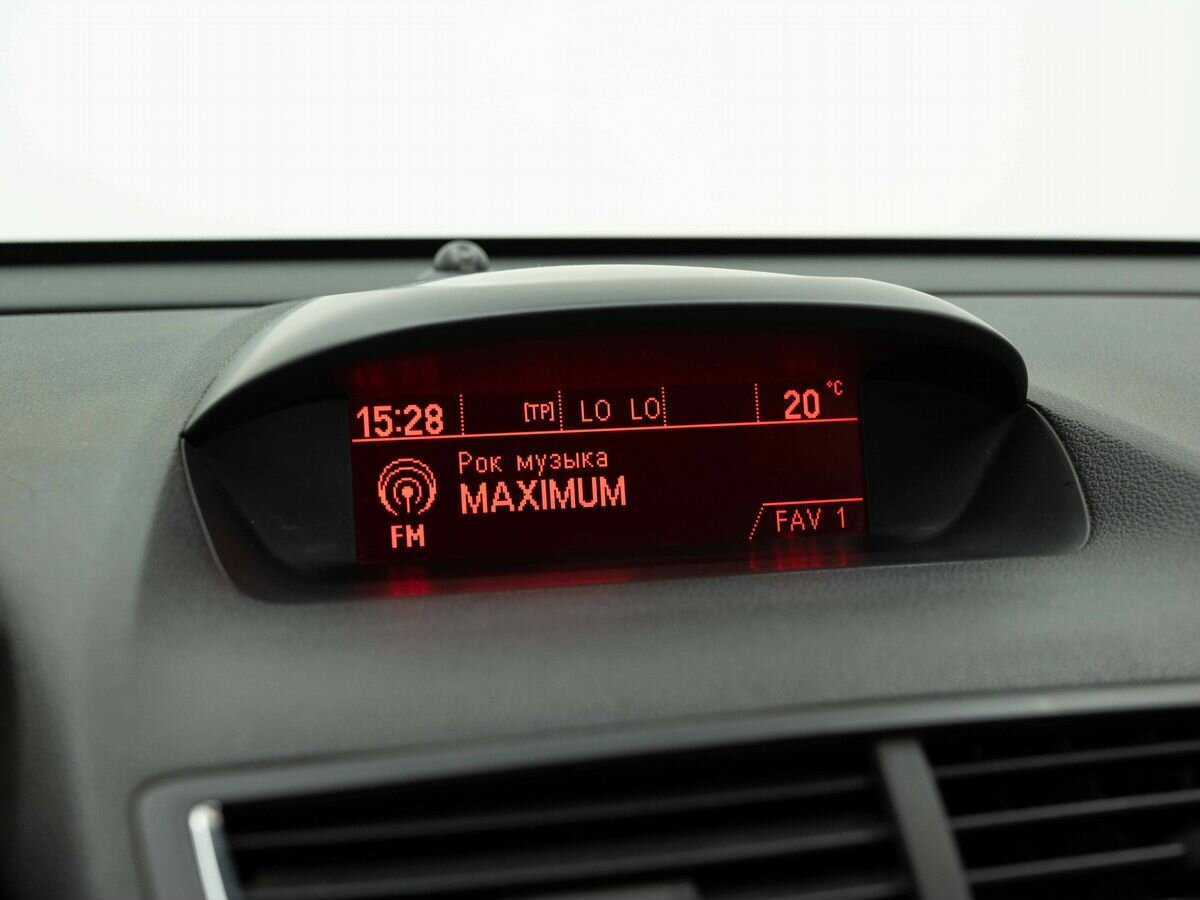 15:28 [TP] LO LO 20 °C
Рок музыка
MAXIMUM
FM
FAV 1